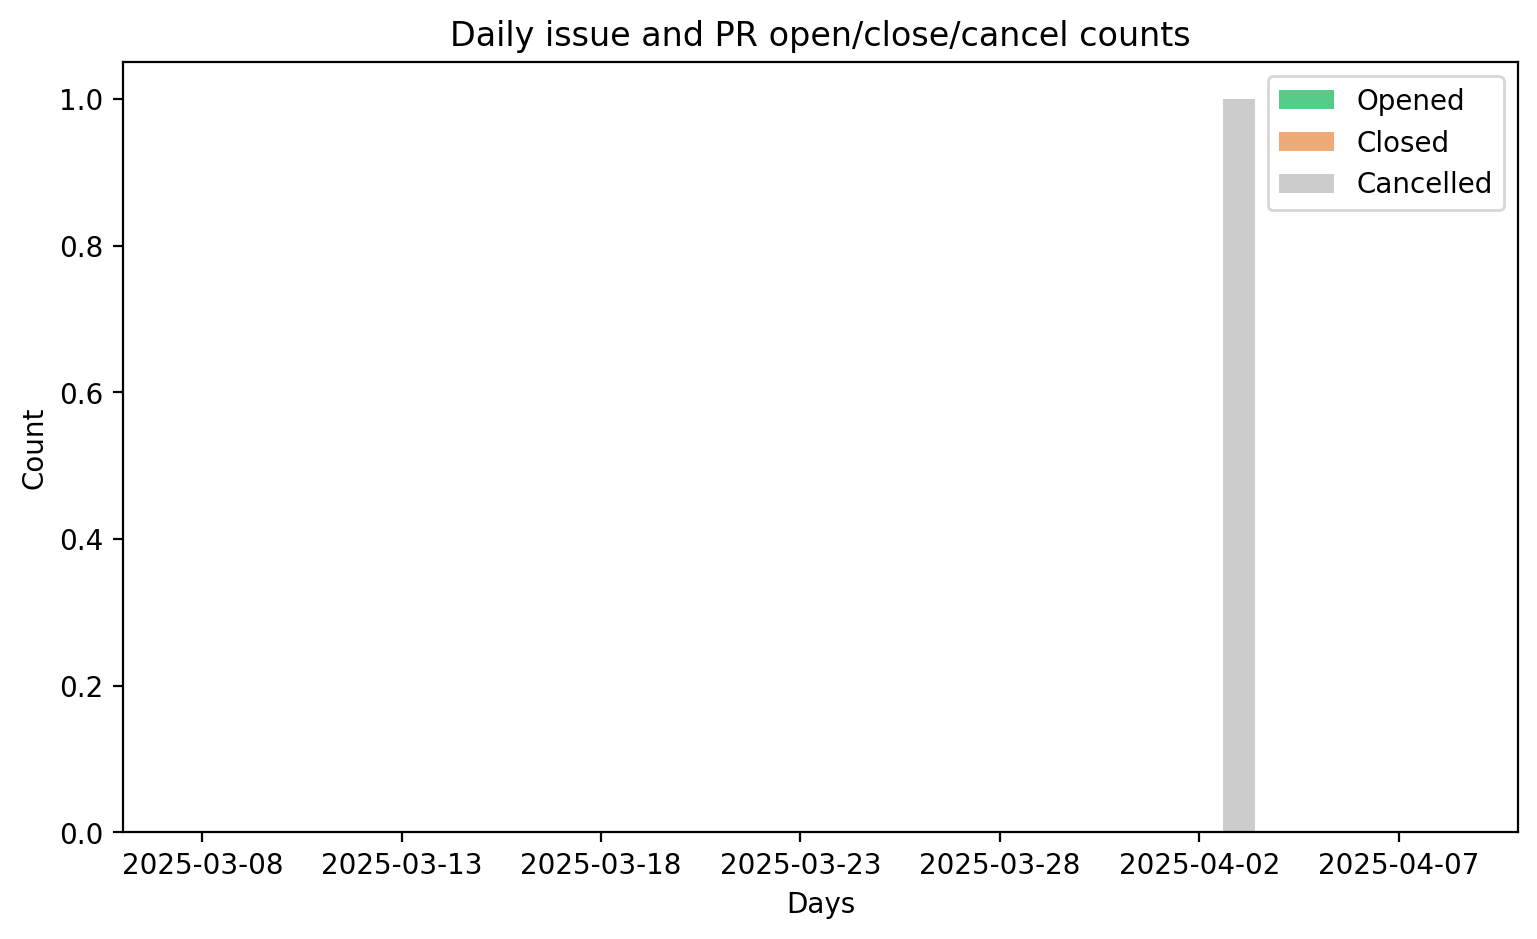 Daily issue and PR open/close/cancel counts
1.0
0.8
0.6
0.4
0.2
0.0
Count
Opened
Closed
Cancelled
2025-03-08 2025-03-13 2025-03-18 2025-03-23 2025-03-28 2025-04-02 2025-04-07
Days